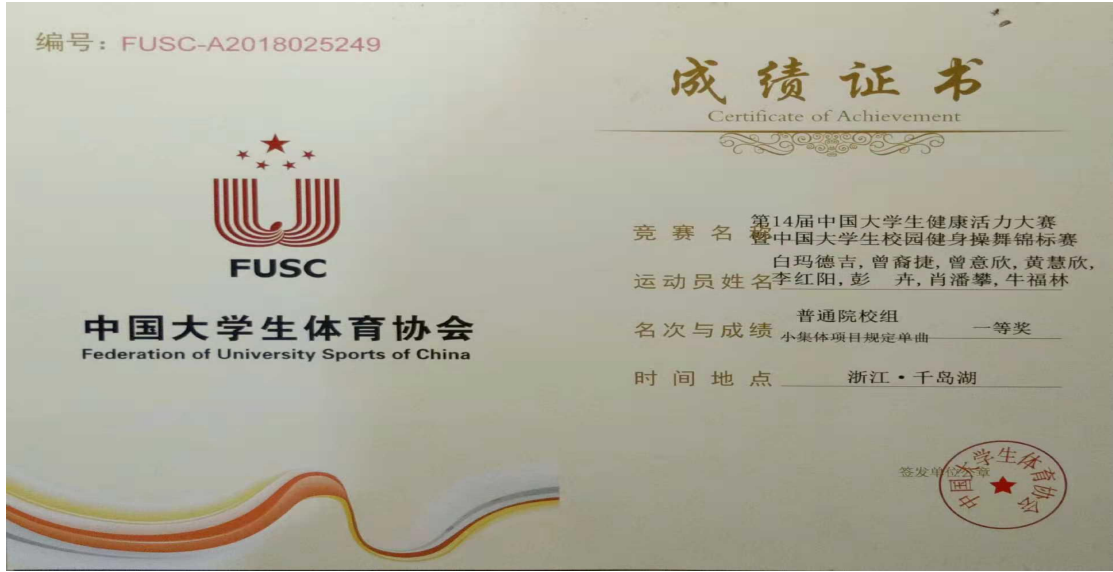 编号：FUSC-A2018025249
FUSC
中国大学生体育协会
Federation of University Sports of China
成绩证书
Certificate of Achievement
竞赛名称 第14届中国大学生健康活力大赛
暨中国大学生校园健身操舞锦标赛
白玛德吉,曾裔捷,曾意欣,黄慧欣,
运动员姓名 李红阳,彭 卉,肖潘攀,牛福林
普通院校组
名次与成绩 小集体项目规定单曲 一等奖
时间地点 浙江·千岛湖
签发单位公章
中国大学生体育协会